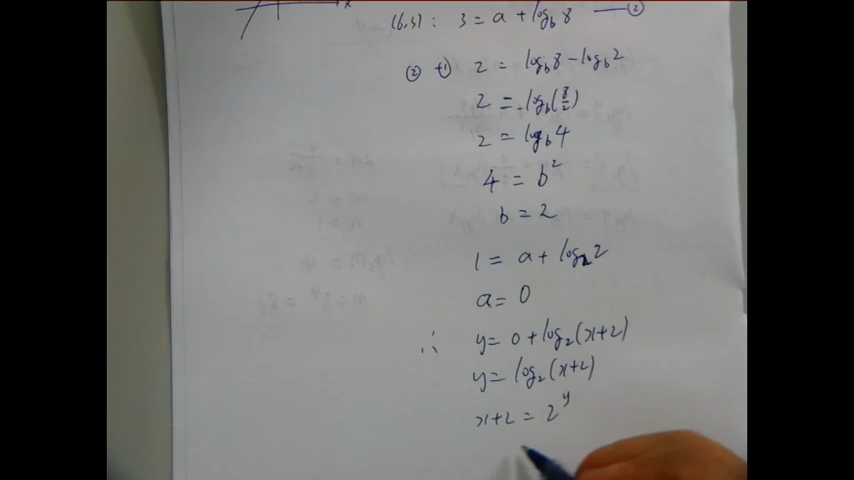 x
(6,3) : 3 = a + log_b 8 —— ②
② - ① 2 = log_b 8 - log_b 2
2 = log_b (8/2)
2 = log_b 4
4 = b²
b = 2
1 = a + log_2 2
a = 0
∴ y = 0 + log₂(x+2)
y = log₂(x+2)
x+2 = 2^y